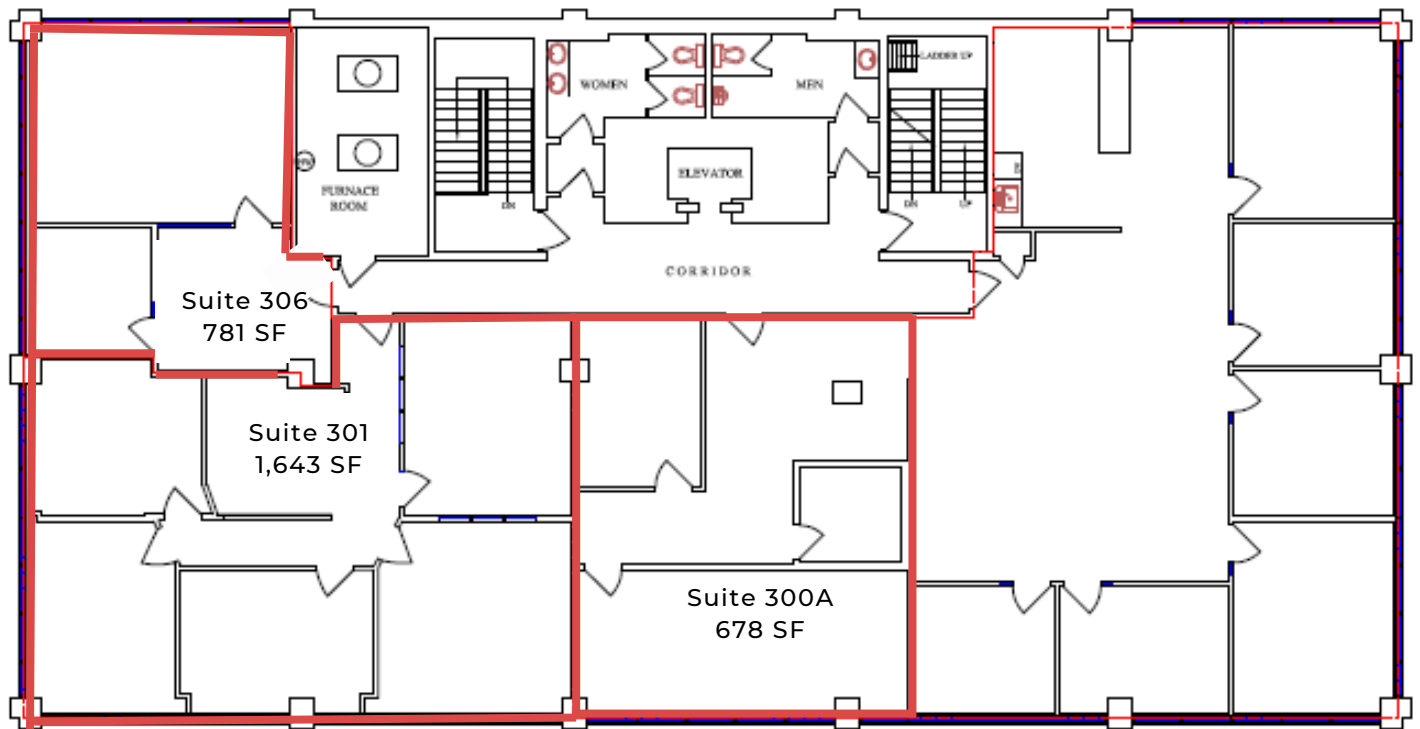 LADDER UP
WOMEN
MEN
ELEVATOR
FURNACE
ROOM
DN
DN
UP
CORRIDOR
Suite 306
781 SF
Suite 301
1,643 SF
Suite 300A
678 SF